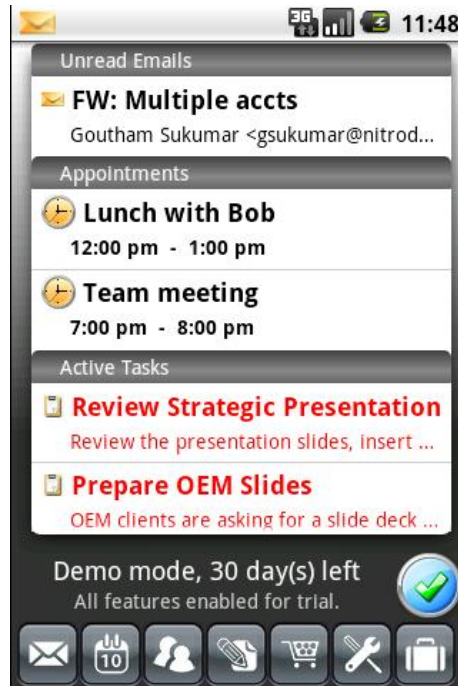 3G 11:48
Unread Emails
FW: Multiple accts
Goutham Sukumar <gsukumar@nitrod...
Appointments
Lunch with Bob
12:00 pm - 1:00 pm
Team meeting
7:00 pm - 8:00 pm
Active Tasks
Review Strategic Presentation
Review the presentation slides, insert ...
Prepare OEM Slides
OEM clients are asking for a slide deck ...
Demo mode, 30 day(s) left
All features enabled for trial.
10